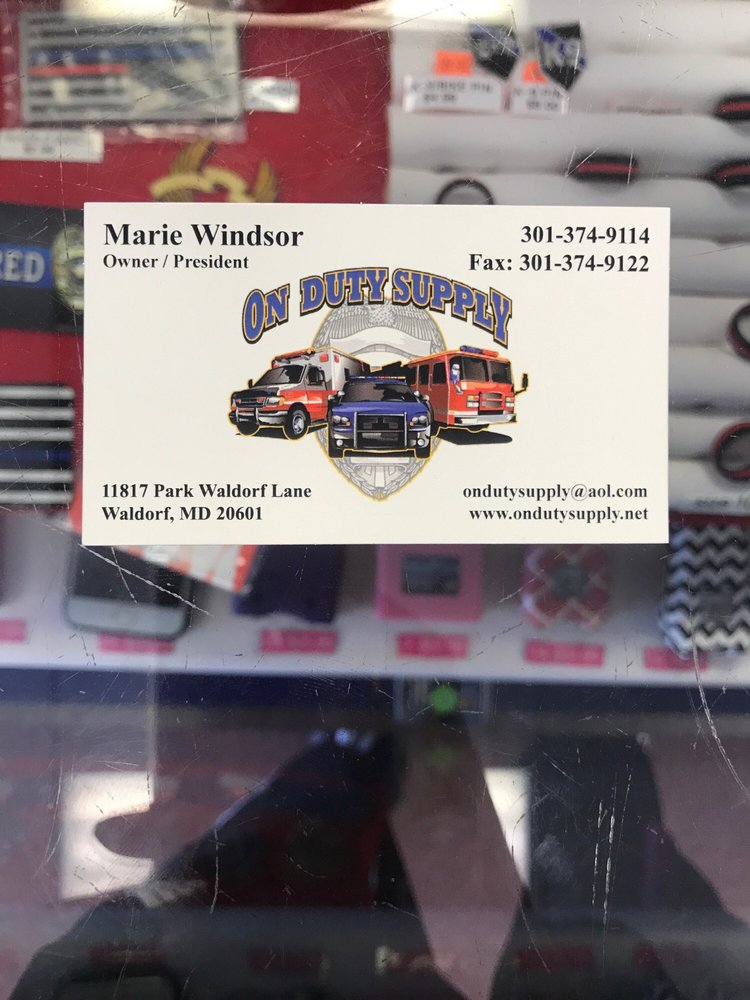 Marie Windsor
Owner / President
301-374-9114
Fax: 301-374-9122
ON DUTY SUPPLY
11817 Park Waldorf Lane
Waldorf, MD 20601
ondutysupply@aol.com
www.ondutysupply.net
RED